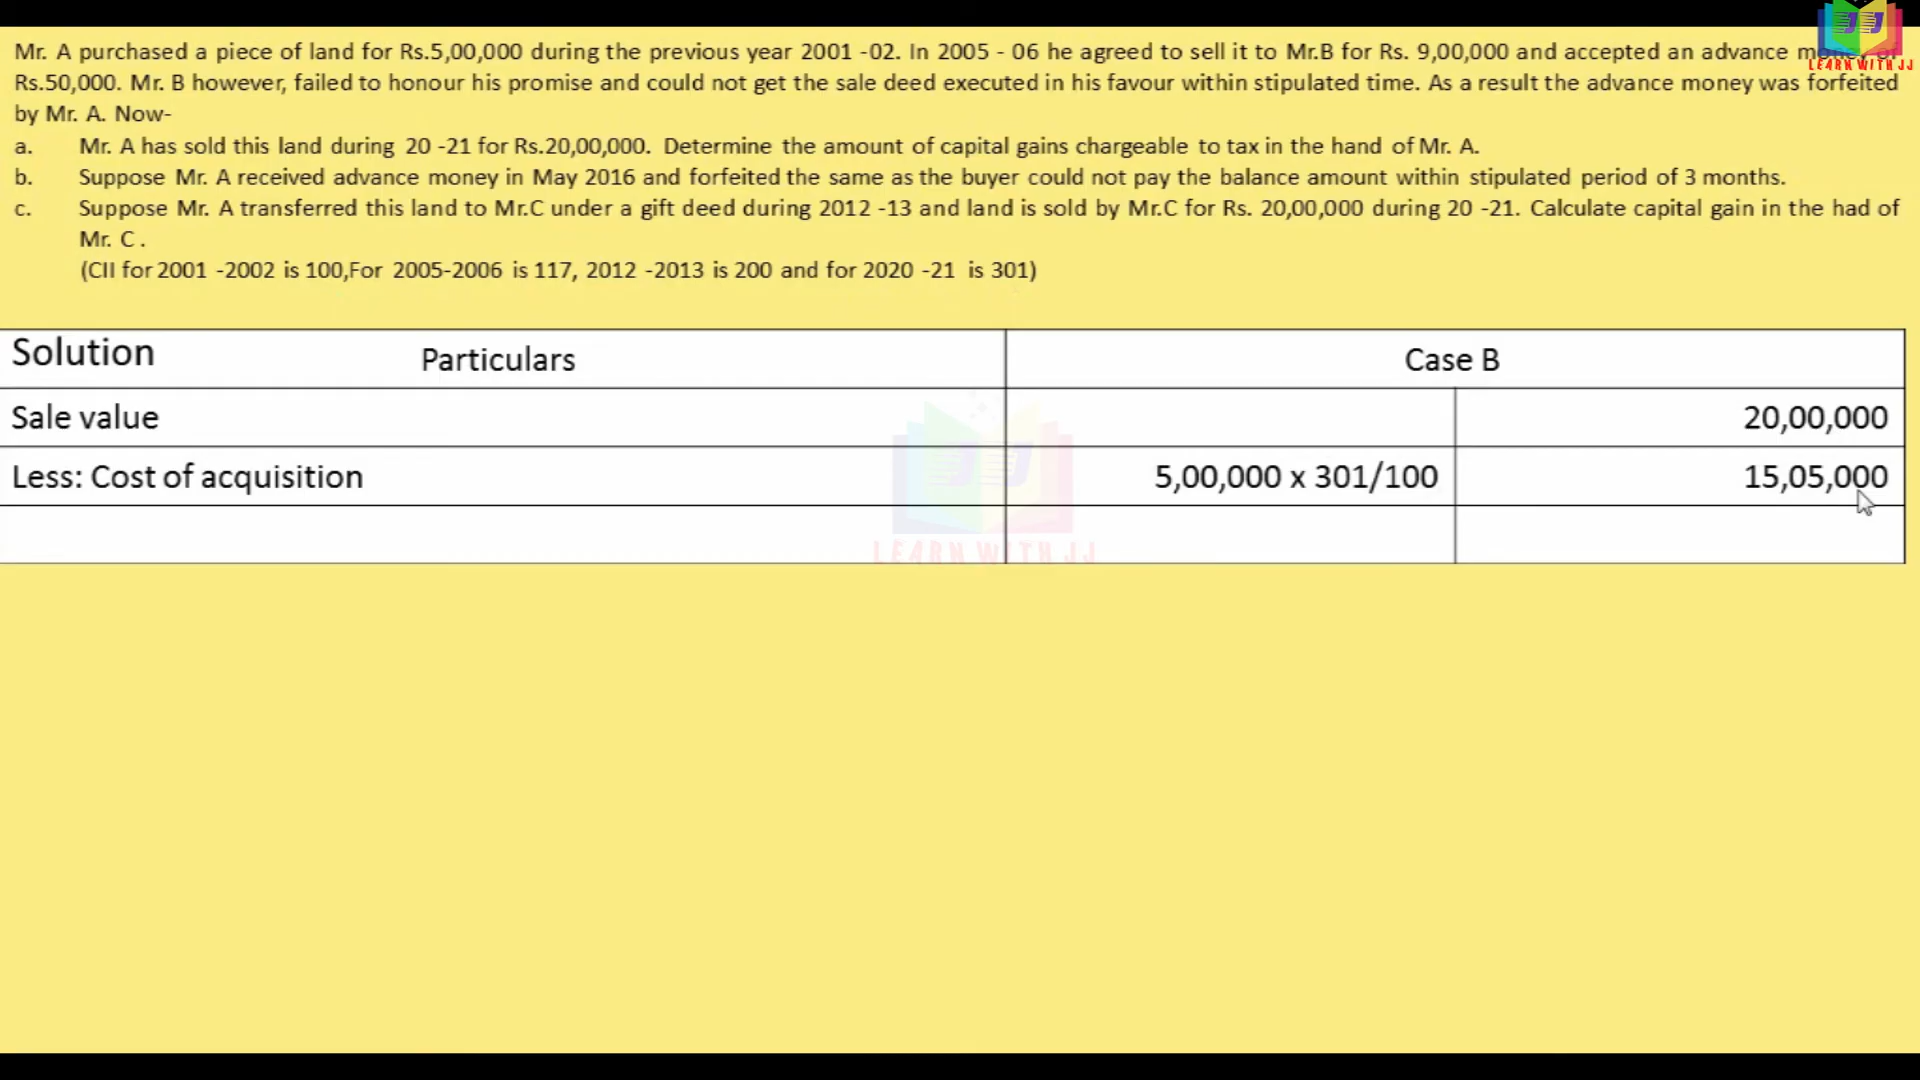 Mr. A purchased a piece of land for Rs.5,00,000 during the previous year 2001 -02. In 2005 - 06 he agreed to sell it to Mr.B for Rs. 9,00,000 and accepted an advance
LEARN WITH JJ
Rs.50,000. Mr. B however, failed to honour his promise and could not get the sale deed executed in his favour within stipulated time. As a result the advance money was forfeited
by Mr. A. Now-
a. Mr. A has sold this land during 20 -21 for Rs.20,00,000. Determine the amount of capital gains chargeable to tax in the hand of Mr. A.
b. Suppose Mr. A received advance money in May 2016 and forfeited the same as the buyer could not pay the balance amount within stipulated period of 3 months.
c. Suppose Mr. A transferred this land to Mr.C under a gift deed during 2012 -13 and land is sold by Mr.C for Rs. 20,00,000 during 20 -21. Calculate capital gain in the had of
Mr. C .
(CII for 2001 -2002 is 100,For 2005-2006 is 117, 2012 -2013 is 200 and for 2020 -21 is 301)
Solution Particulars Case B
Sale value 20,00,000
Less: Cost of acquisition 5,00,000 x 301/100 15,05,000
LEARN WITH JJ